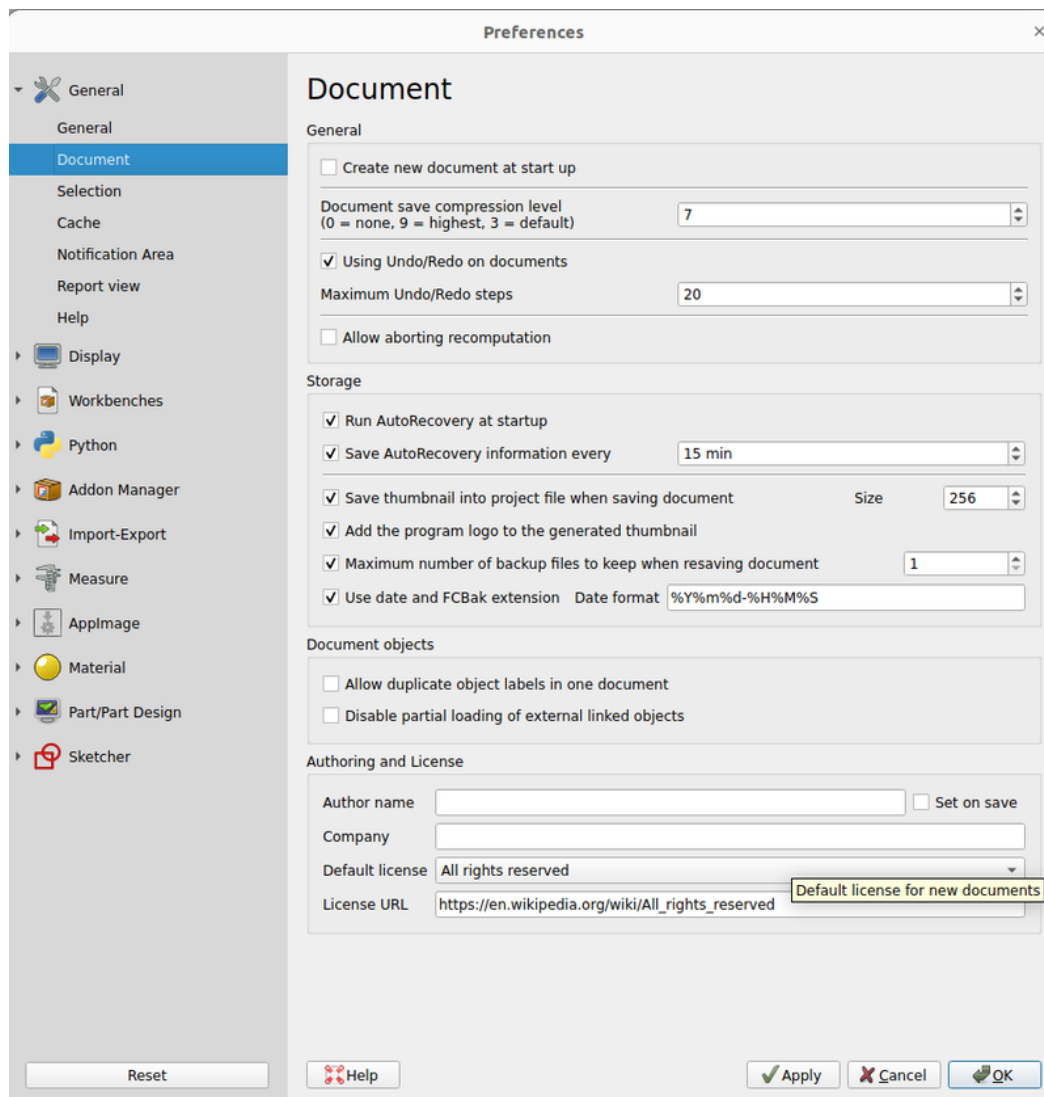 Preferences
General
General
Document
Selection
Cache
Notification Area
Report view
Help
Display
Workbenches
Python
Addon Manager
Import-Export
Measure
AppImage
Material
Part/Part Design
Sketcher
Reset
Document
General
Create new document at start up
Document save compression level
(0 = none, 9 = highest, 3 = default)
7
Using Undo/Redo on documents
Maximum Undo/Redo steps
20
Allow aborting recomputation
Storage
Run AutoRecovery at startup
Save AutoRecovery information every
15 min
Save thumbnail into project file when saving document
Size
256
Add the program logo to the generated thumbnail
Maximum number of backup files to keep when resaving document
1
Use date and FCBak extension
Date format
%Y%m%d-%H%M%S
Document objects
Allow duplicate object labels in one document
Disable partial loading of external linked objects
Authoring and License
Author name
Set on save
Company
Default license
All rights reserved
Default license for new documents
License URL
https://en.wikipedia.org/wiki/All_rights_reserved
Help
Apply
Cancel
OK